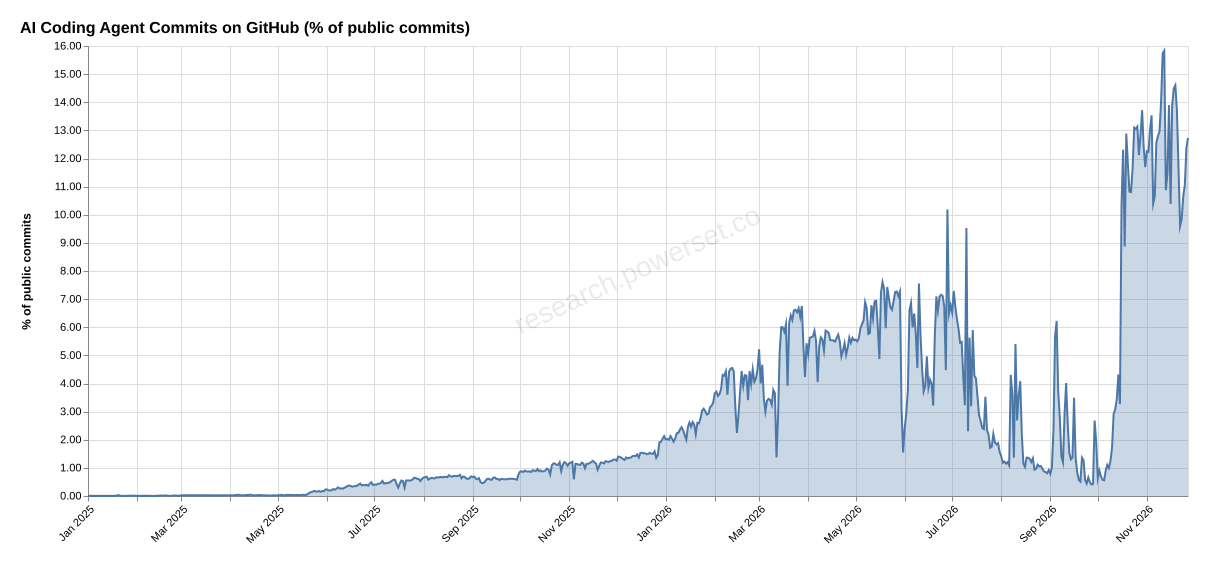 AI Coding Agent Commits on GitHub (% of public commits)
16.00
15.00
14.00
13.00
12.00
11.00
10.00
9.00
8.00
7.00
6.00
5.00
4.00
3.00
2.00
1.00
0.00
% of public commits
research.powerset.co
Jan 2025
Mar 2025
May 2025
Jul 2025
Sep 2025
Nov 2025
Jan 2026
Mar 2026
May 2026
Jul 2026
Sep 2026
Nov 2026